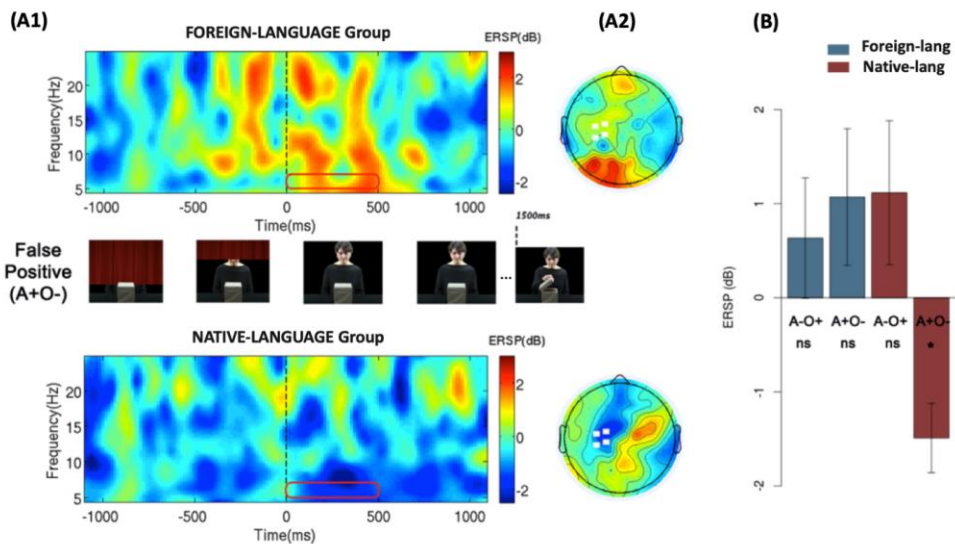 (A1)
FOREIGN-LANGUAGE Group
ERSP(dB)
Frequency(Hz)
20
15
10
5
2
0
-2
-1000
-500
0
500
1000
Time(ms)
False
Positive
(A+O-)
1500ms
...
NATIVE-LANGUAGE Group
ERSP(dB)
Frequency(Hz)
20
15
10
5
2
0
-2
-1000
-500
0
500
1000
Time(ms)
(A2)
(B)
Foreign-lang
Native-lang
ERSP (dB)
2
1
0
-1
-2
A-O+ A+O- A-O+ A+O-
ns ns ns *